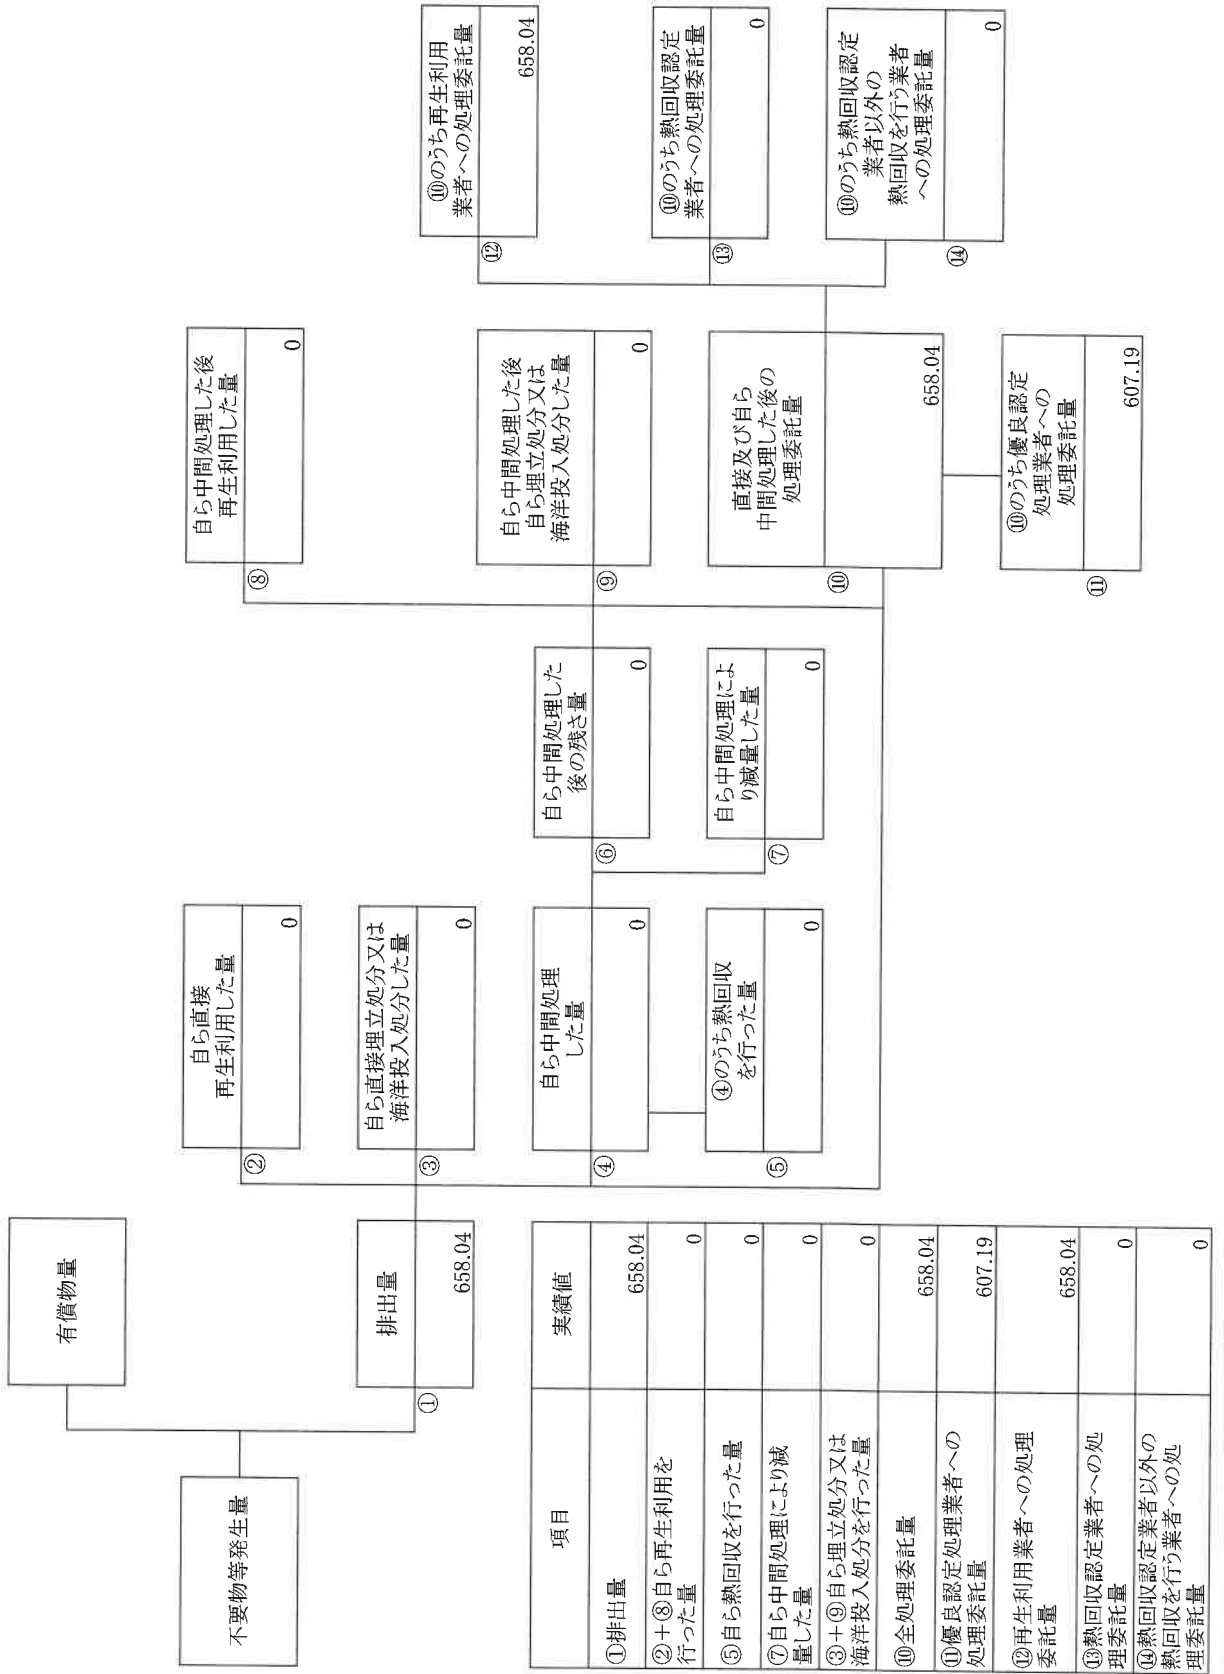 不要物等発生量
有償物量
①
排出量
658.04
②
自ら直接
再生利用した量
0
③
自ら直接埋立処分又は
海洋投入処分した量
0
④
自ら中間処理
した量
0
⑤
④のうち熱回収
を行った量
0
⑥
自ら中間処理した
後の残さ量
0
⑦
自ら中間処理によ
り減量した量
0
⑧
自ら中間処理した後
再生利用した量
0
⑨
自ら中間処理した後
自ら埋立処分又は
海洋投入処分した量
0
⑩
直接及び自ら
中間処理した後の
処理委託量
658.04
⑪
⑩のうち優良認定
処理業者への
処理委託量
607.19
⑫
⑩のうち再生利用
業者への処理委託量
658.04
⑬
⑩のうち熱回収認定
業者への処理委託量
0
⑭
⑩のうち熱回収認定
業者以外の
熱回収を行う業者
への処理委託量
0
項目 実績値
①排出量 658.04
②+⑧自ら再生利用を
行った量 0
⑤自ら熱回収を行った量 0
⑦自ら中間処理により減
量した量 0
③+⑨自ら埋立処分又は
海洋投入処分を行った量 0
⑩全処理委託量 658.04
⑪優良認定処理業者への
処理委託量 607.19
⑫再生利用業者への処理
委託量 658.04
⑬熱回収認定業者への処
理委託量 0
⑭熱回収認定業者以外の
熱回収を行う業者への処
理委託量 0